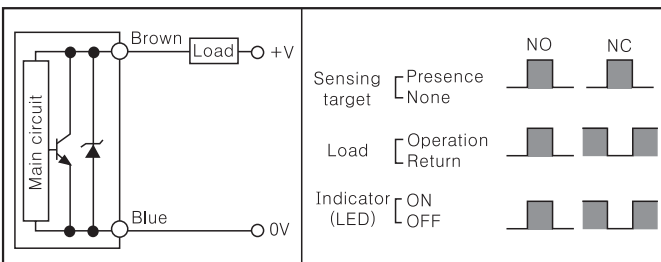 Brown
Load
+V
Main circuit
Blue
0V
NO NC
Sensing target
Presence
None
Load
Operation
Return
Indicator (LED)
ON
OFF